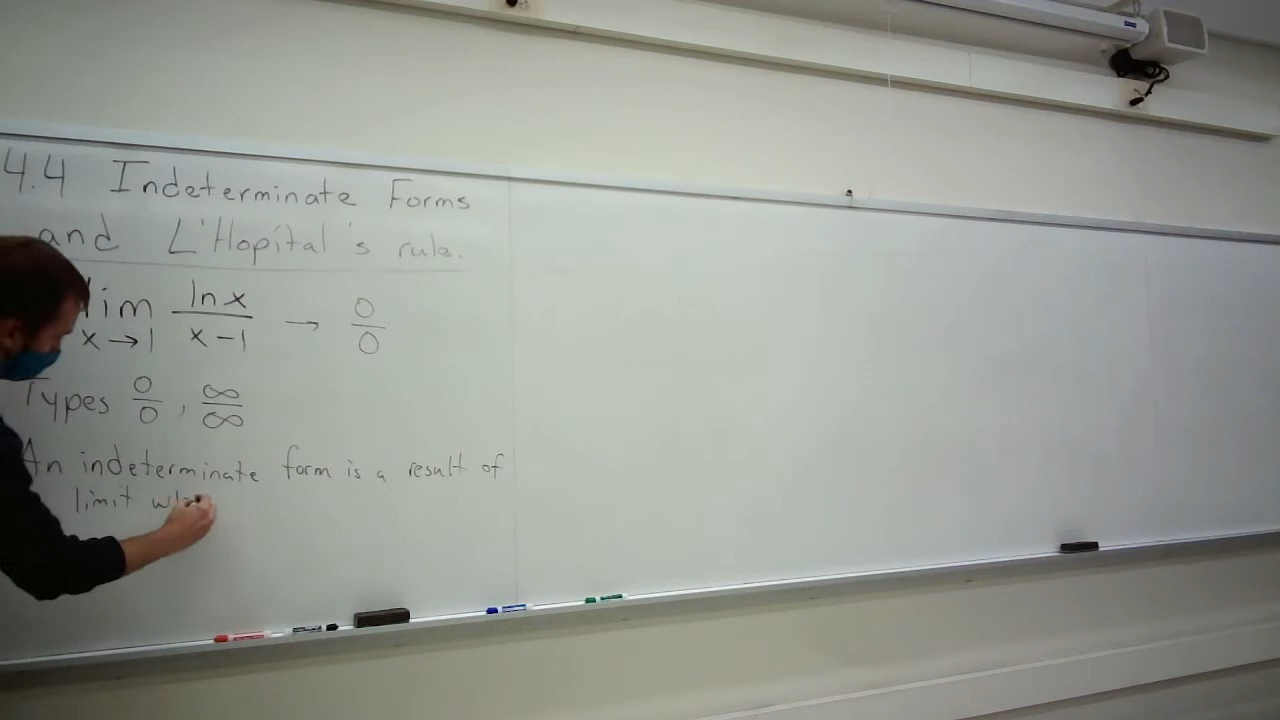 4.4 Indeterminate Forms
and L'Hopital's rule.
lim x→1 ln x / x-1 → 0/0
Types 0/0, ∞/∞
An indeterminate form is a result of
limit